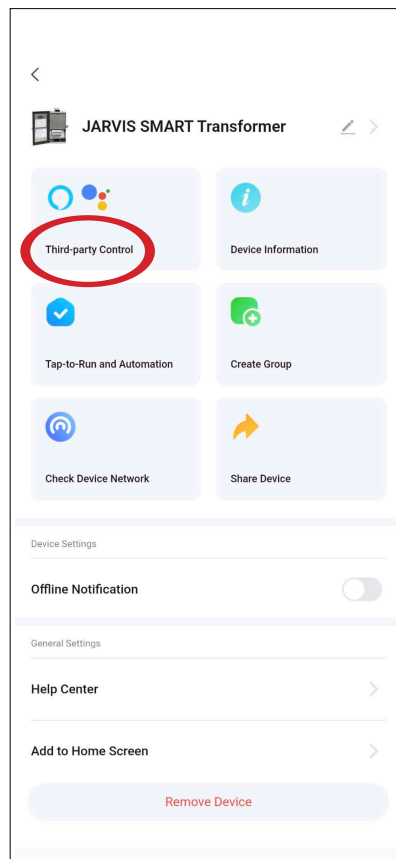 JARVIS SMART Transformer
Third-party Control
Device Information
Tap-to-Run and Automation
Create Group
Check Device Network
Share Device
Device Settings
Offline Notification
General Settings
Help Center
Add to Home Screen
Remove Device